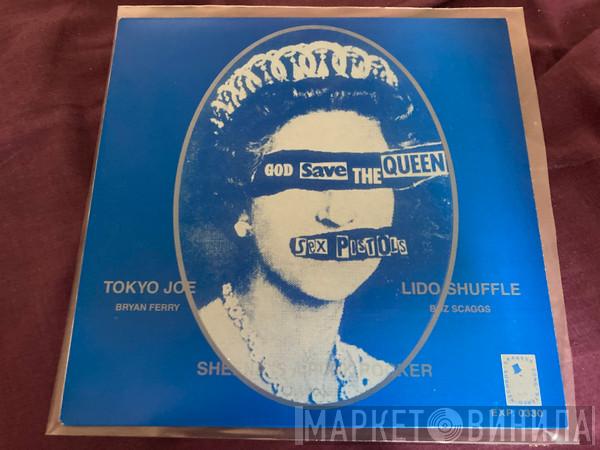 GOD Save THE QUEEN
SEX PISTOLS
TOKYO JOE
BRYAN FERRY
LIDO SHUFFLE
BOZ SCAGGS
EXP. 0330
МАРКЕТ ВИНИЛА